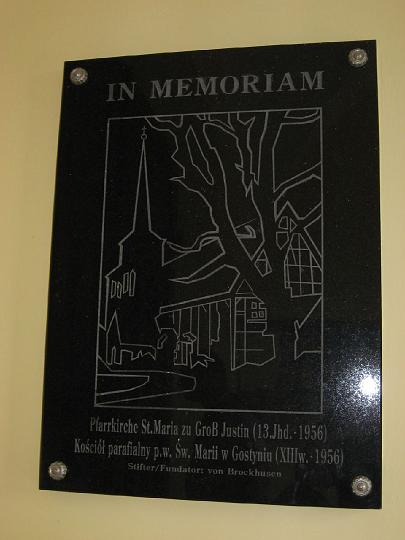 IN MEMORIAM
Pfarrkirche St.Maria zu Groß Justin (13.Jhd.-1956)
Kościół parafialny p.w. Św. Marii w Gostyniu (XIIIw.-1956)
Stifter/Fundator: von Brockhusen